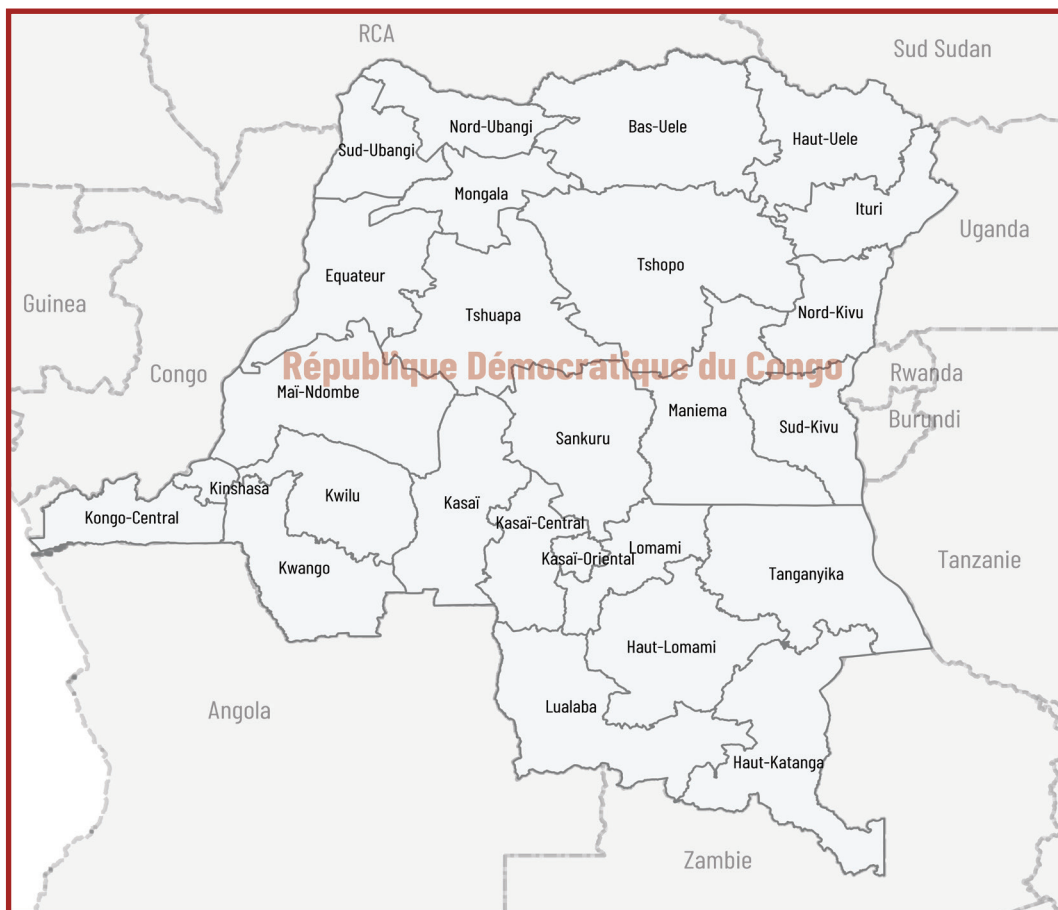 RCA
Sud Sudan
Nord-Ubangi
Bas-Uele
Haut-Uele
Sud-Ubangi
Mongala
Ituri
Uganda
Tshopo
Equateur
Guinea
Tshuapa
Nord-Kivu
République Démocratique du Congo
Congo
Rwanda
Maï-Ndombe
Maniema
Burundi
Sud-Kivu
Sankuru
Kinshasa
Kwilu
Kasaï
Kongo-Central
Kasaï-Central
Lomami
Kasaï-Oriental
Tanzanie
Kwango
Tanganyika
Haut-Lomami
Angola
Lualaba
Haut-Katanga
Zambie